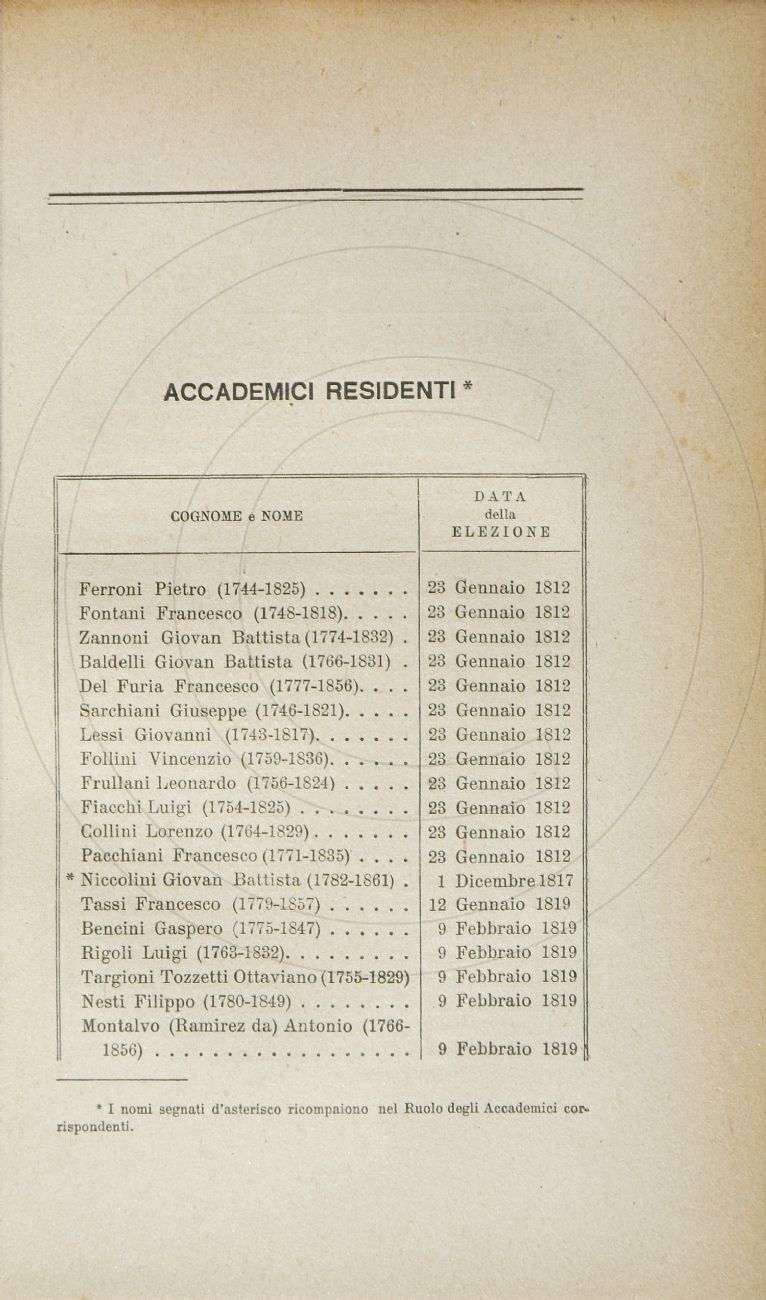 ACCADEMICI RESIDENTI *
COGNOME e NOME
DATA
della
ELEZIONE
Ferroni Pietro (1744-1825) . . . . . . . 23 Gennaio 1812
Fontani Francesco (1748-1818). . . . . 23 Gennaio 1812
Zannoni Giovan Battista (1774-1832) . 23 Gennaio 1812
Baldelli Giovan Battista (1766-1831) . 23 Gennaio 1812
Del Furia Francesco (1777-1856). . . . 23 Gennaio 1812
Sarchiani Giuseppe (1746-1821). . . . . 23 Gennaio 1812
Lessi Giovanni (1743-1817). . . . . . . 23 Gennaio 1812
Follini Vincenzio (1759-1836). . . . . . 23 Gennaio 1812
Frullani Leonardo (1756-1824) . . . . . 23 Gennaio 1812
Fiacchi Luigi (1754-1825) . . . . . . . . 23 Gennaio 1812
Collini Lorenzo (1764-1829) . . . . . . . 23 Gennaio 1812
Pacchiani Francesco (1771-1835) . . . . 23 Gennaio 1812
* Niccolini Giovan Battista (1782-1861) . 1 Dicembre 1817
Tassi Francesco (1779-1857) . . . . . . 12 Gennaio 1819
Bencini Gaspero (1775-1847) . . . . . . 9 Febbraio 1819
Rigoli Luigi (1763-1832). . . . . . . . . 9 Febbraio 1819
Targioni Tozzetti Ottaviano (1755-1829) 9 Febbraio 1819
Nesti Filippo (1780-1849) . . . . . . . . 9 Febbraio 1819
Montalvo (Ramirez da) Antonio (1766-
1856) . . . . . . . . . . . . . . . . . . 9 Febbraio 1819
* I nomi segnati d'asterisco ricompaiono nel Ruolo degli Accademici cor-
rispondenti.